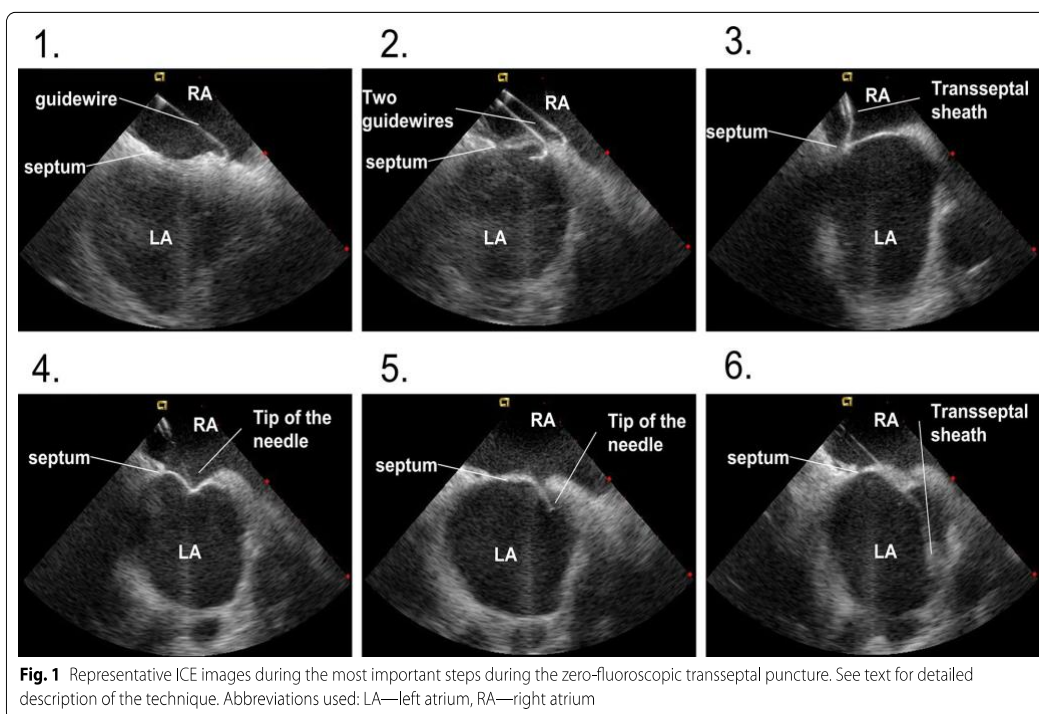 1.
guidewire
RA
septum
LA
2.
Two
guidewires
RA
septum
LA
3.
RA
Transseptal
sheath
septum
LA
4.
RA
Tip of the
needle
septum
LA
5.
RA
Tip of the
needle
septum
LA
6.
RA
Transseptal
sheath
septum
LA
Fig. 1 Representative ICE images during the most important steps during the zero-fluoroscopic transseptal puncture. See text for detailed
description of the technique. Abbreviations used: LA—left atrium, RA—right atrium